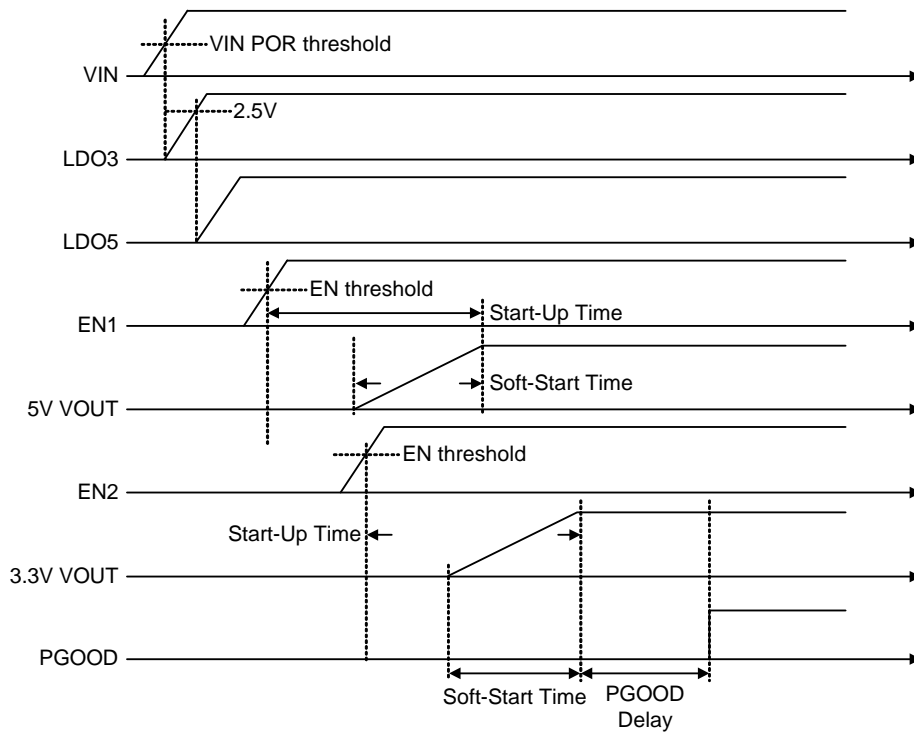 VIN POR threshold
VIN
2.5V
LDO3
LDO5
EN threshold
Start-Up Time
EN1
Soft-Start Time
5V VOUT
EN threshold
EN2
Start-Up Time
3.3V VOUT
PGOOD
Soft-Start Time
PGOOD
Delay